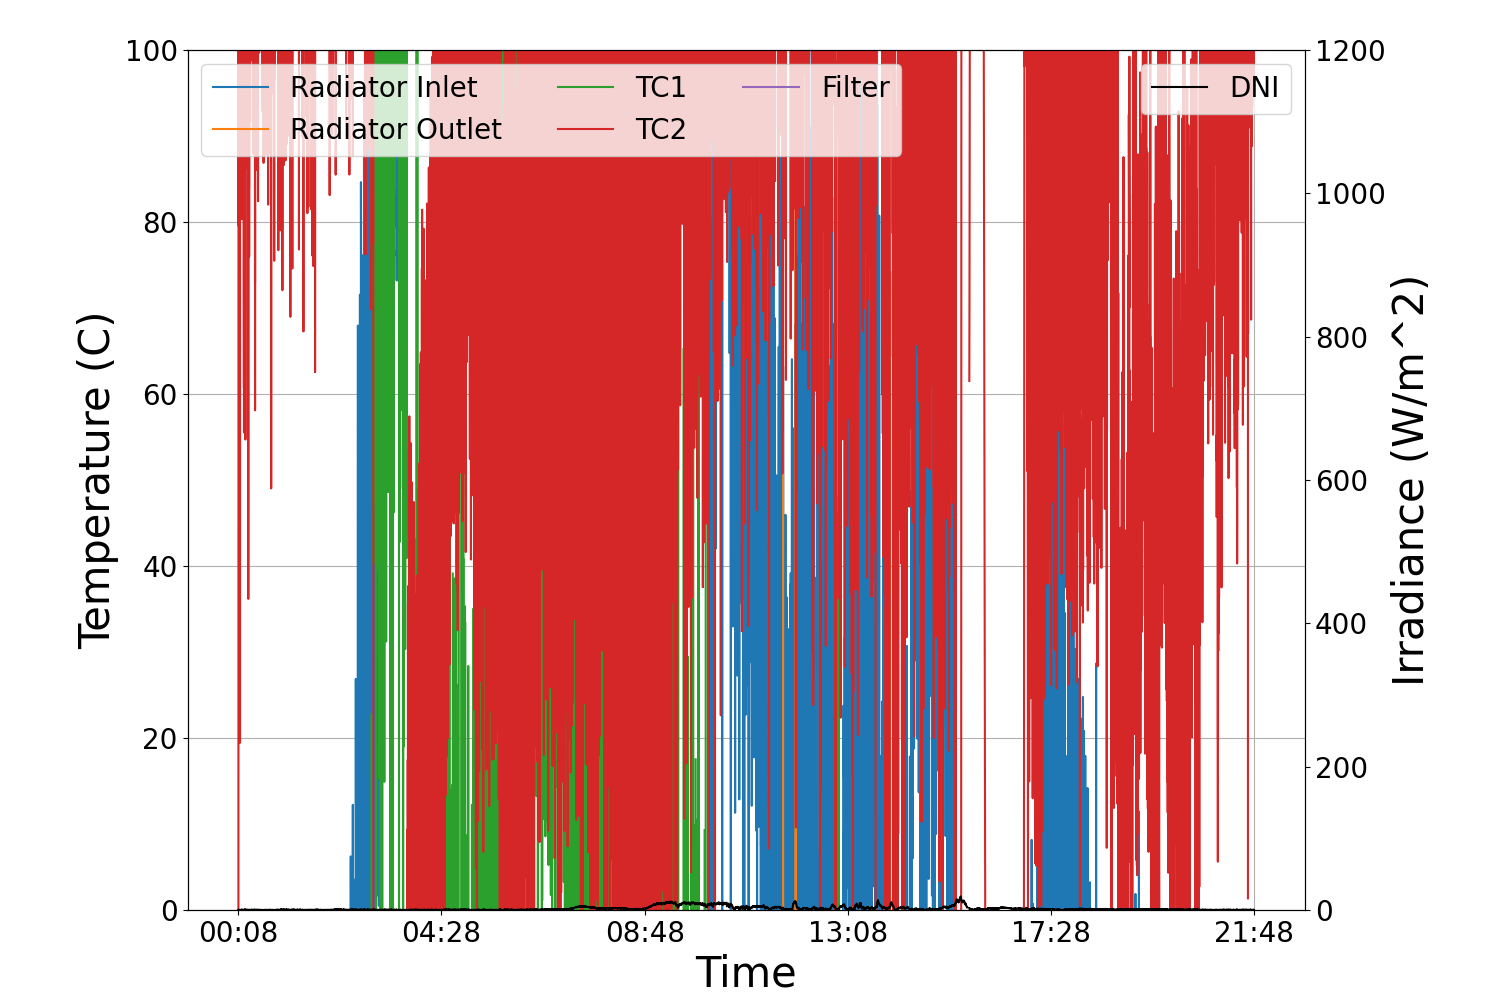 100
80
60
40
20
0
Temperature (C)
Radiator Inlet
Radiator Outlet
TC1
TC2
Filter
DNI
1200
1000
800
600
400
200
0
Irradiance (W/m^2)
00:08 04:28 08:48 13:08 17:28 21:48
Time